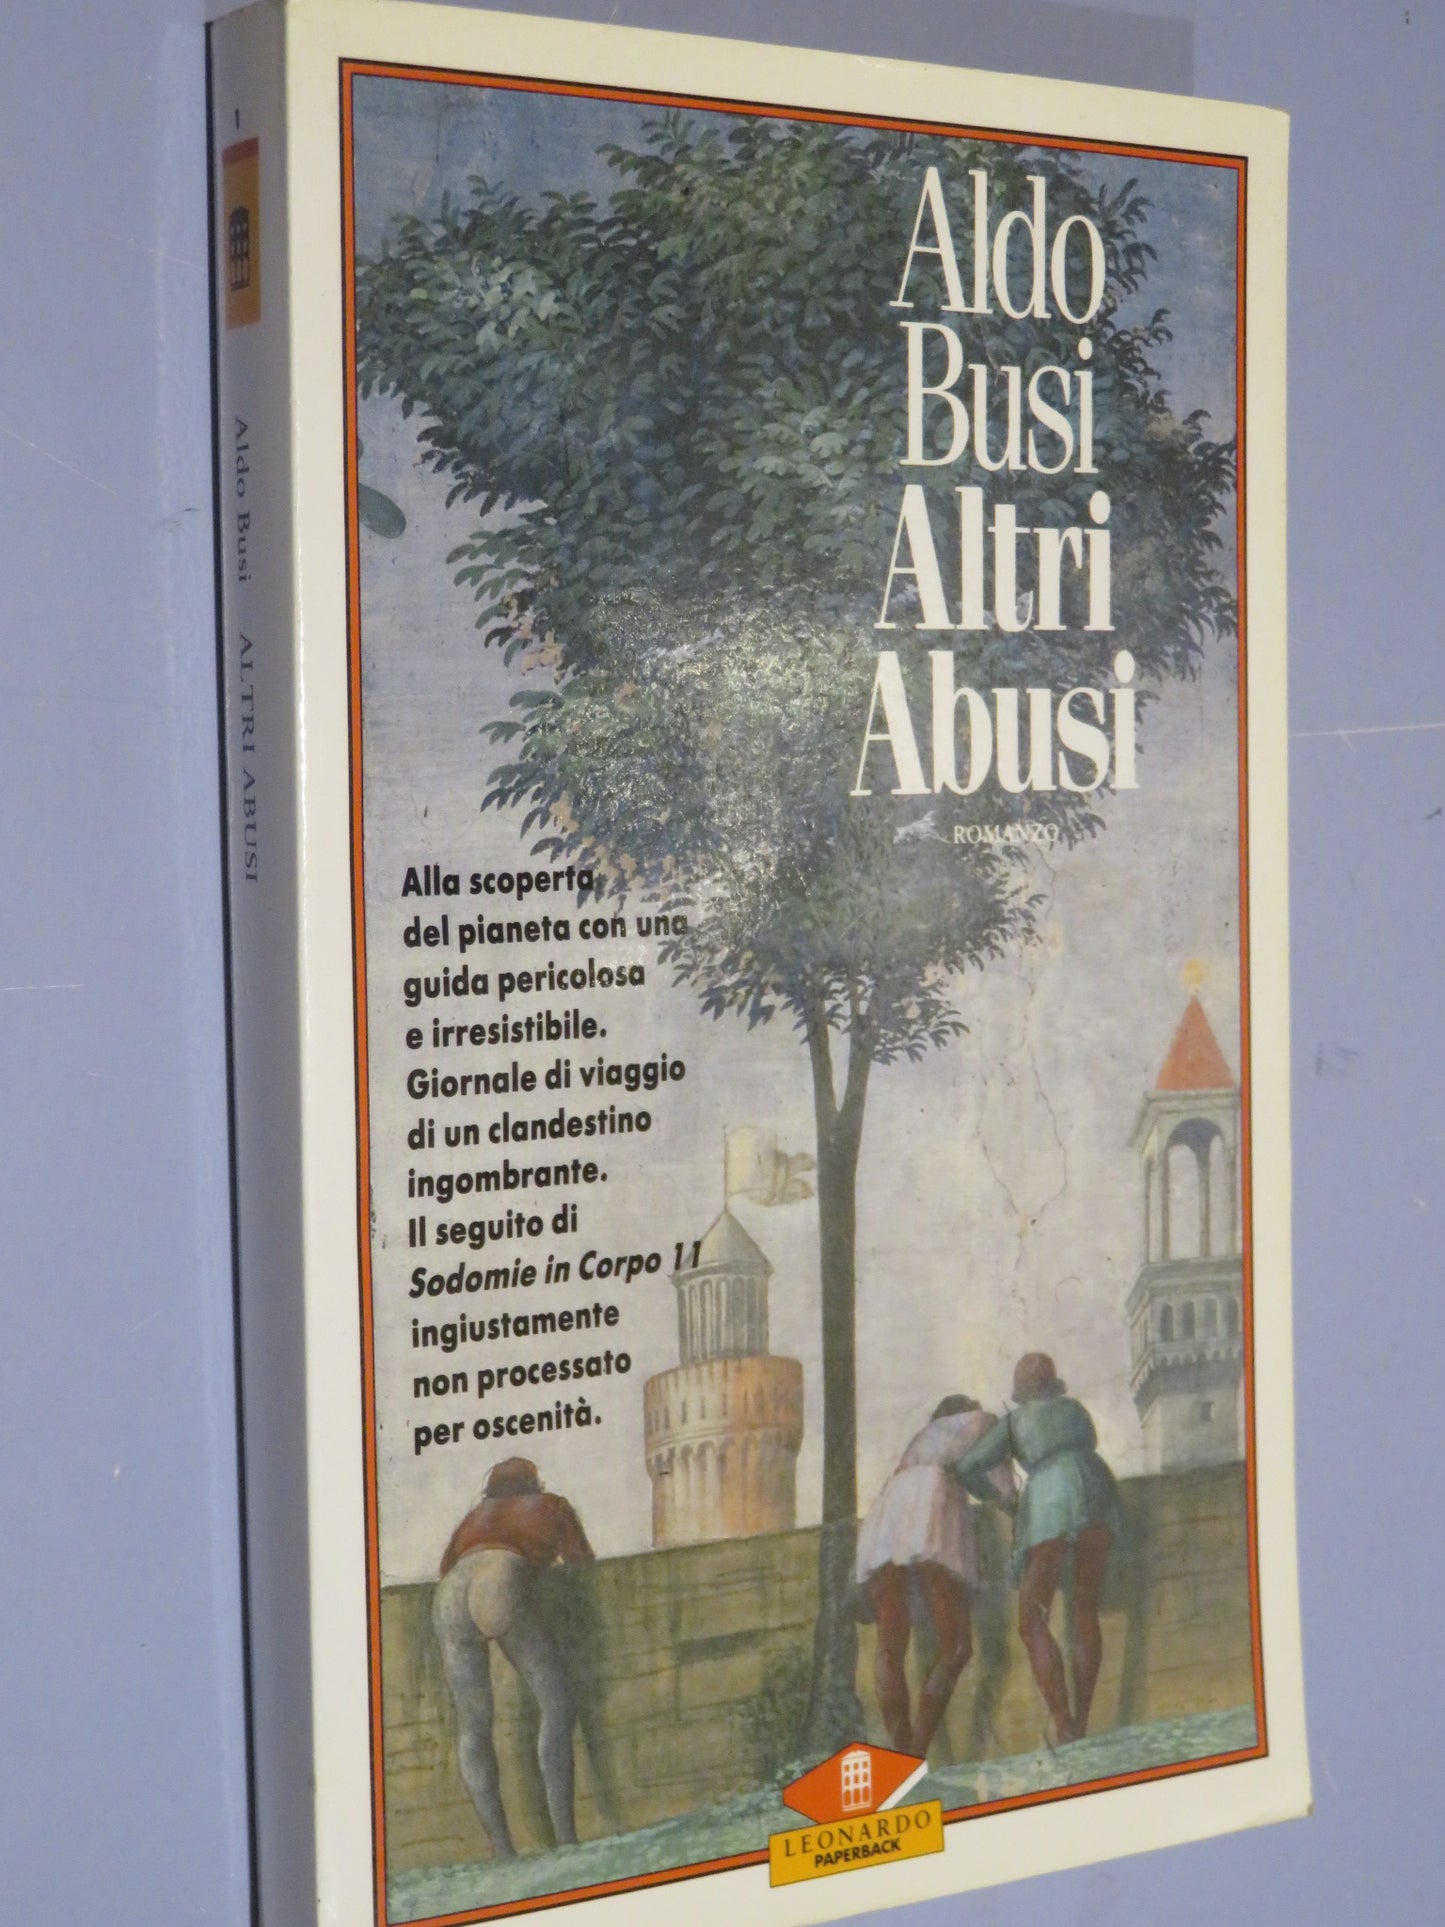 1
Aldo Busi ALTRI ABUSI
Aldo
Busi
Altri
Abusi
ROMANZO
Alla scoperta
del pianeta con una
guida pericolosa
e irresistibile.
Giornale di viaggio
di un clandestino
ingombrante.
Il seguito di
Sodomie in Corpo 11
ingiustamente
non processato
per oscenità.
LEONARDO
PAPERBACK